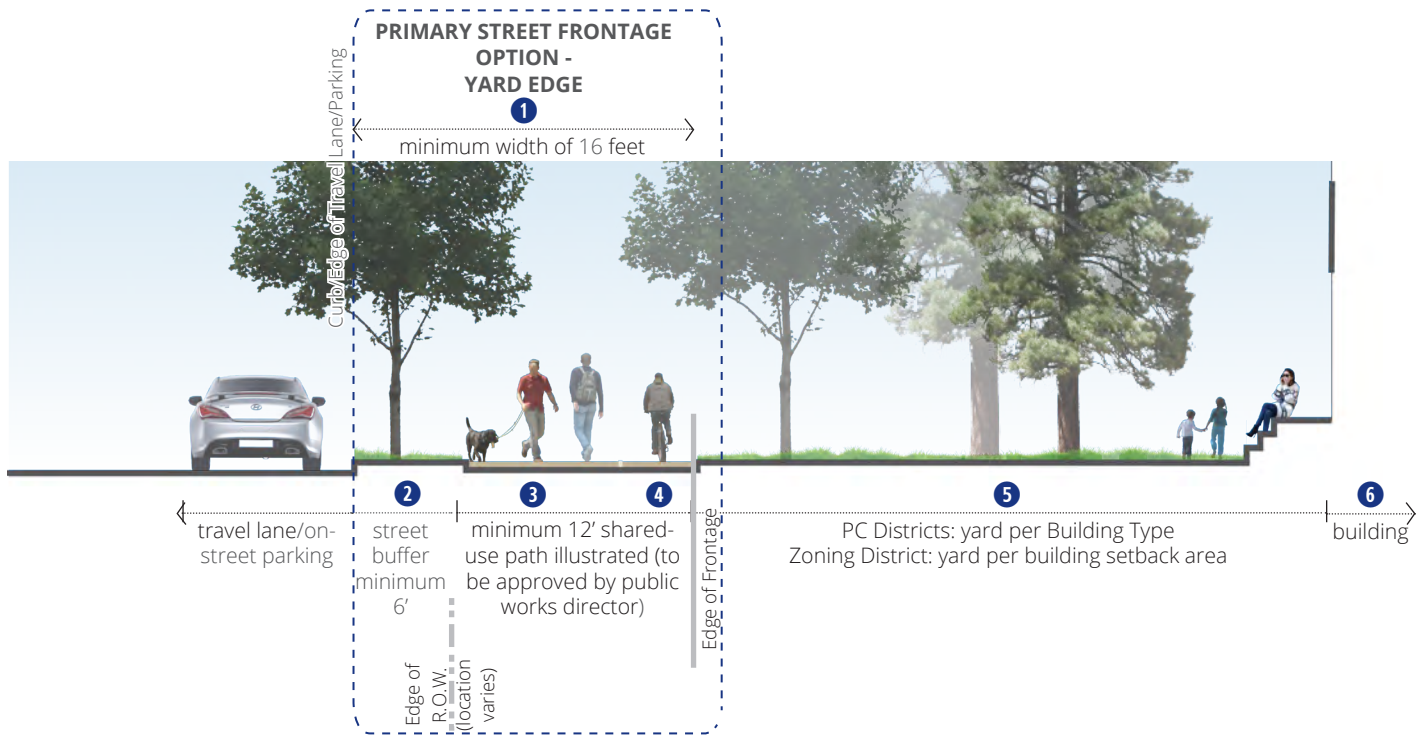 PRIMARY STREET FRONTAGE
OPTION -
YARD EDGE
1
minimum width of 16 feet
Curb/Edge of Travel Lane/Parking
2
3
4
5
6
travel lane/on-
street parking
street
buffer
minimum
6’
minimum 12’ shared-
use path illustrated (to
be approved by public
works director)
Edge of Frontage
PC Districts: yard per Building Type
Zoning District: yard per building setback area
building
Edge of
R.O.W.
(location
varies)